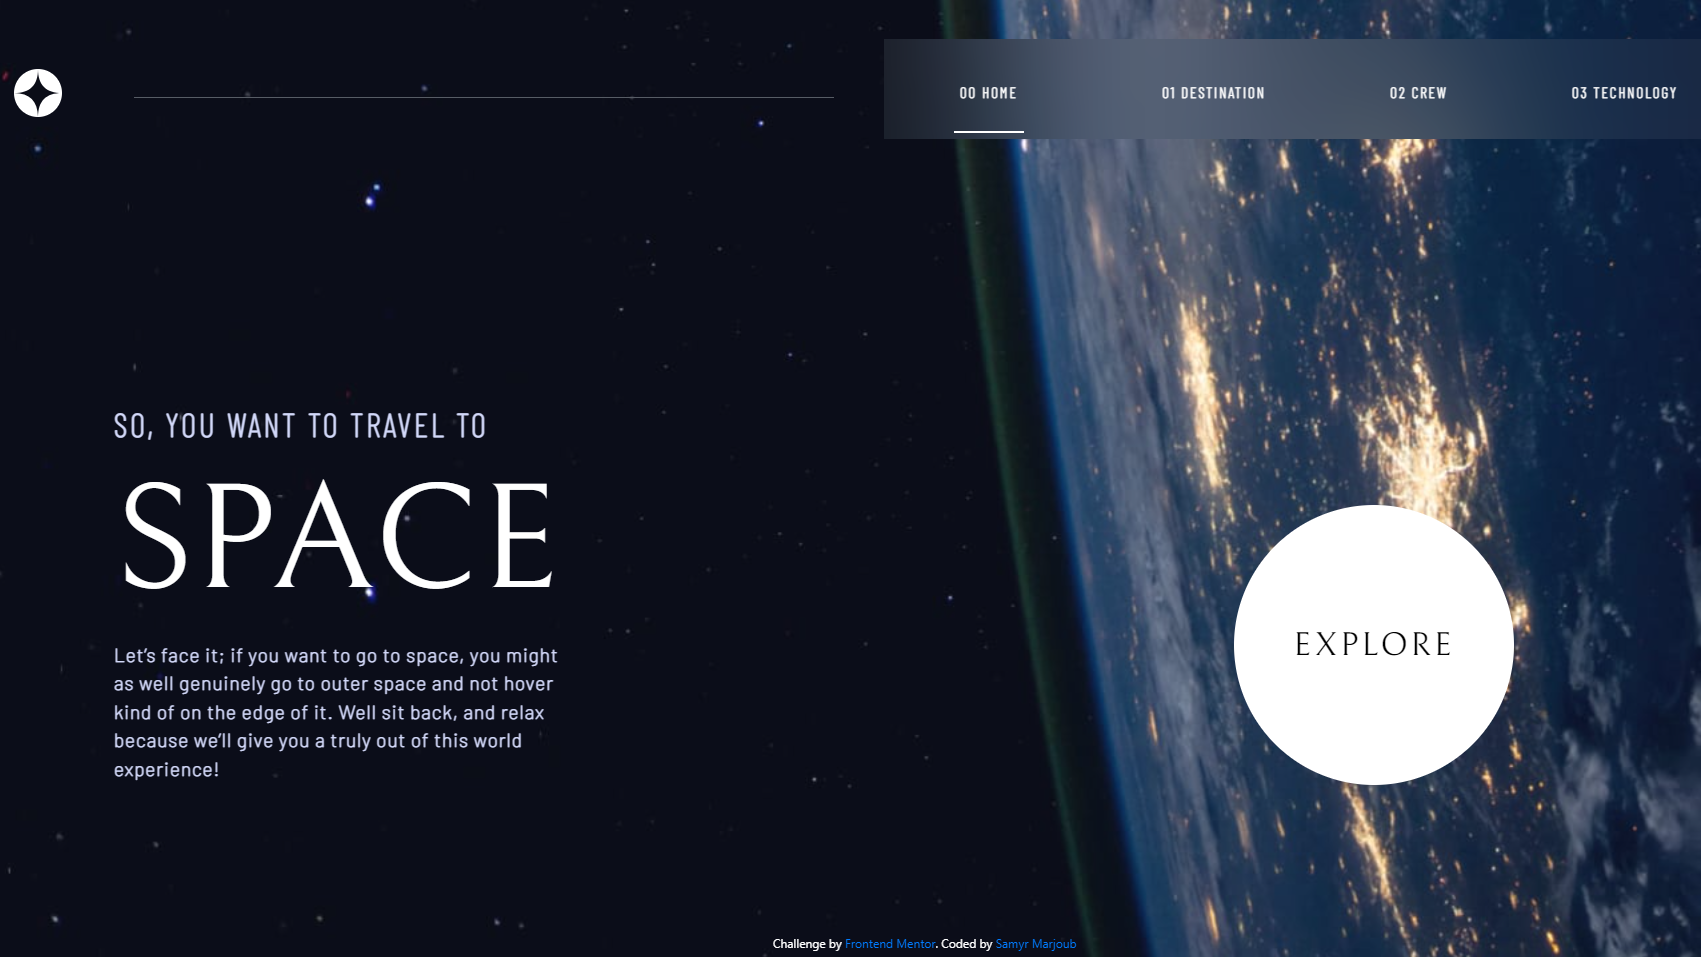 00 HOME
01 DESTINATION
02 CREW
03 TECHNOLOGY
SO, YOU WANT TO TRAVEL TO
SPACE
Let’s face it; if you want to go to space, you might
as well genuinely go to outer space and not hover
kind of on the edge of it. Well sit back, and relax
because we’ll give you a truly out of this world
experience!
EXPLORE
Challenge by Frontend Mentor. Coded by Samyr Marjoub